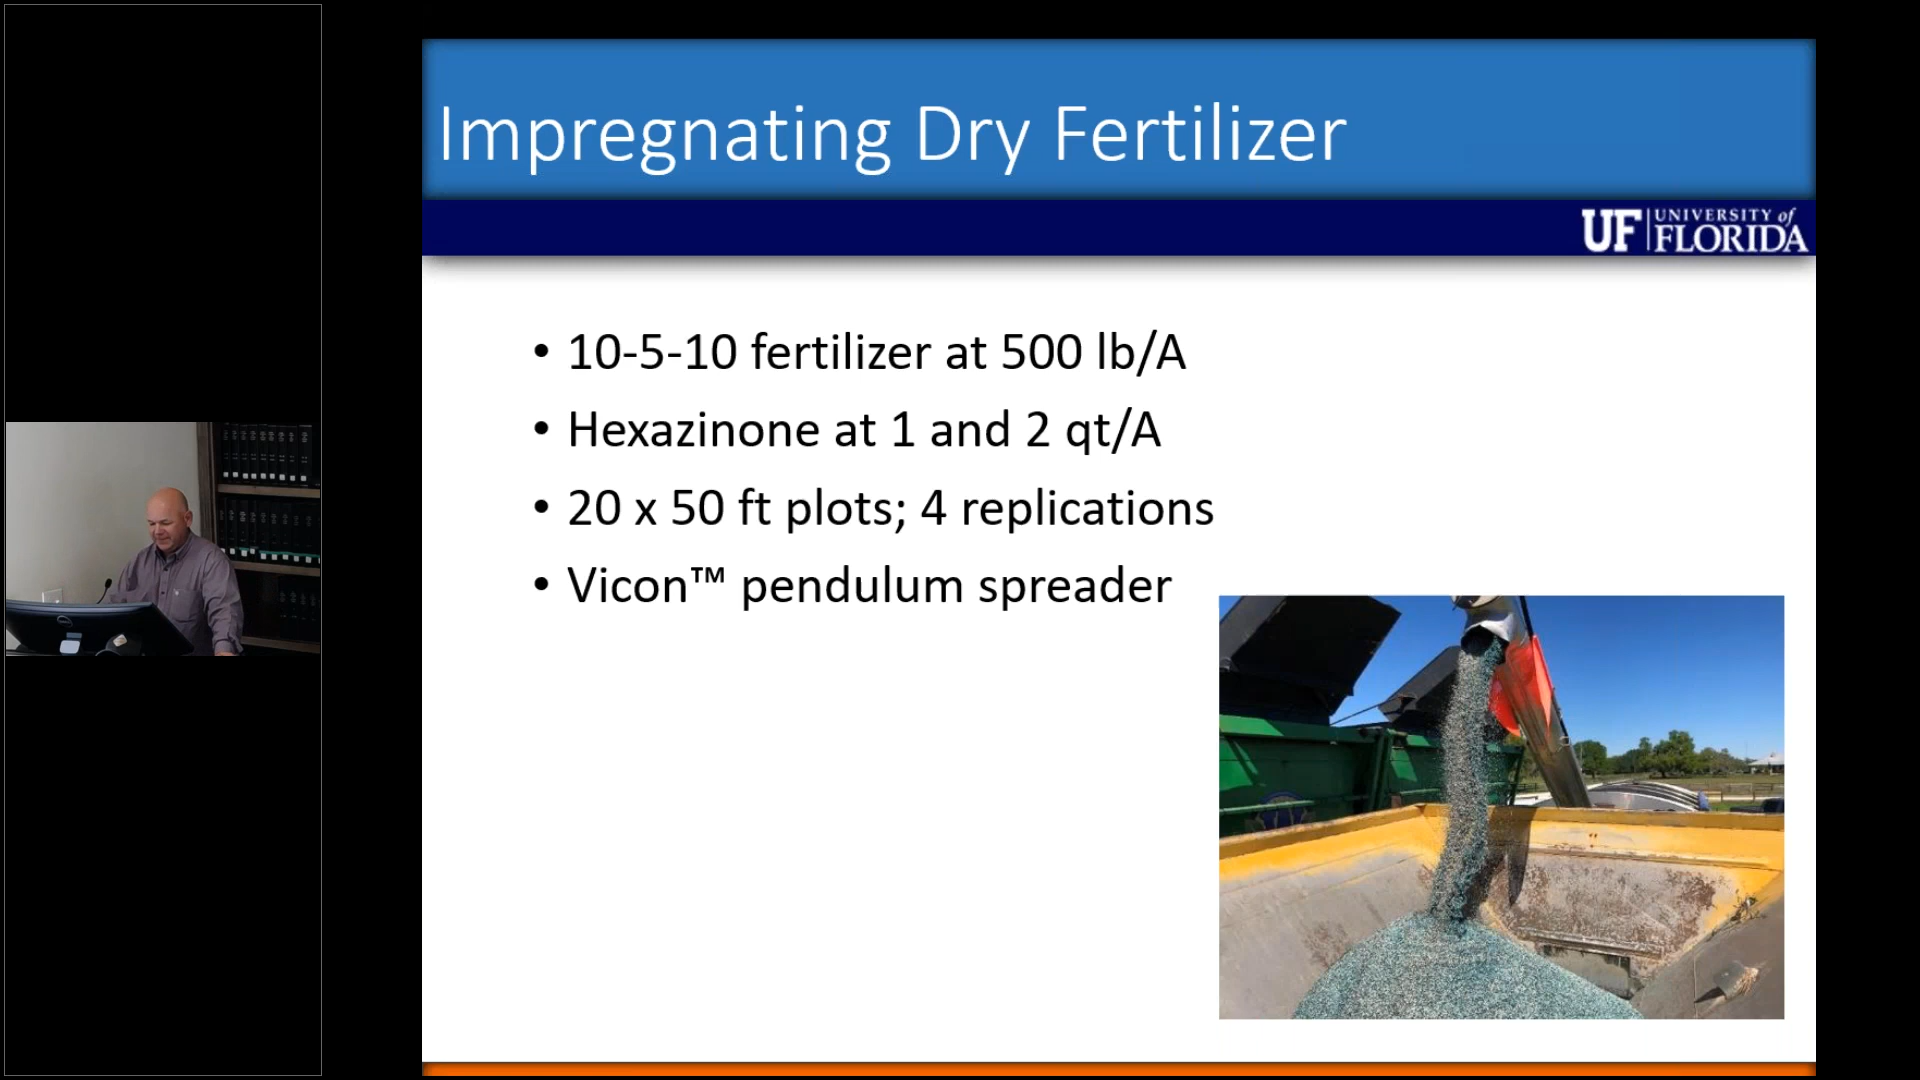 Impregnating Dry Fertilizer
UF UNIVERSITY of FLORIDA
• 10-5-10 fertilizer at 500 lb/A
• Hexazinone at 1 and 2 qt/A
• 20 x 50 ft plots; 4 replications
• Vicon™ pendulum spreader